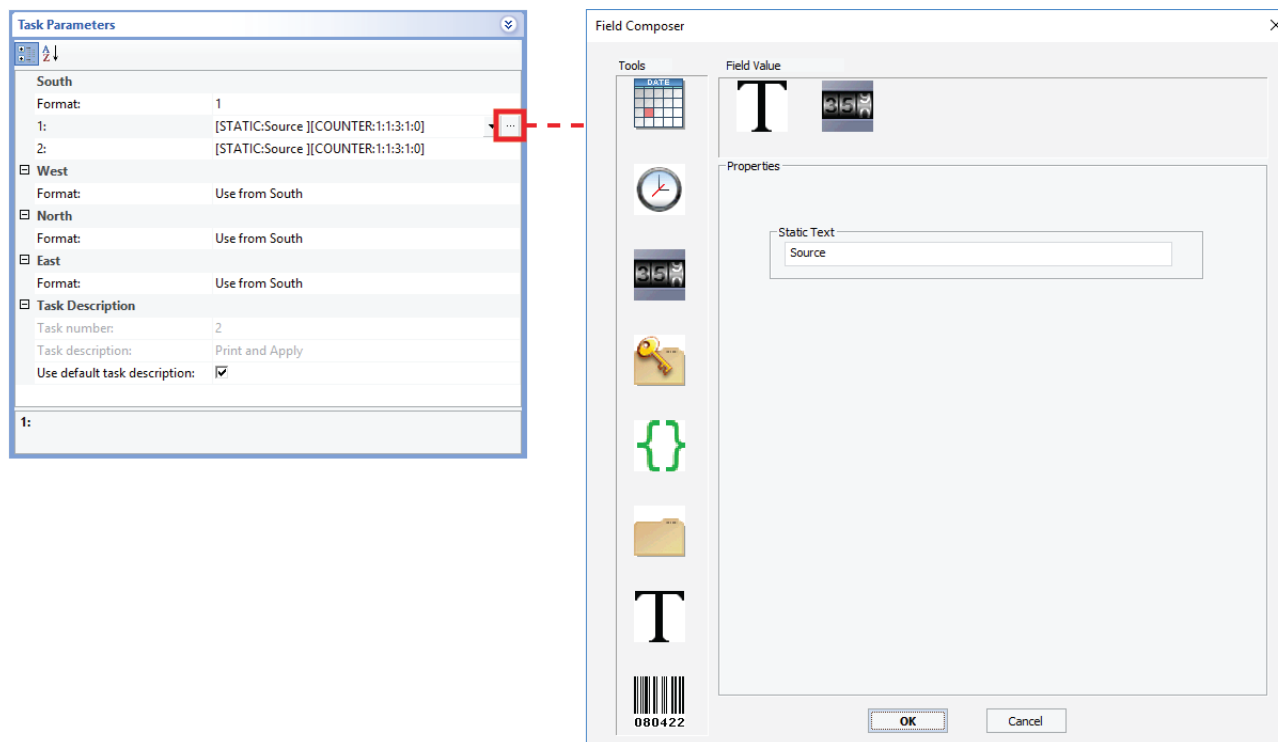 Task Parameters
South
Format: 1
1: [STATIC:Source ][COUNTER:1:1:3:1:0] ...
2: [STATIC:Source ][COUNTER:1:1:3:1:0]
West
Format: Use from South
North
Format: Use from South
East
Format: Use from South
Task Description
Task number: 2
Task description: Print and Apply
Use default task description:
1:
Field Composer
Tools
Field Value
DATE
T
35
Properties
Static Text
Source
35
{}
T
080422
OK Cancel